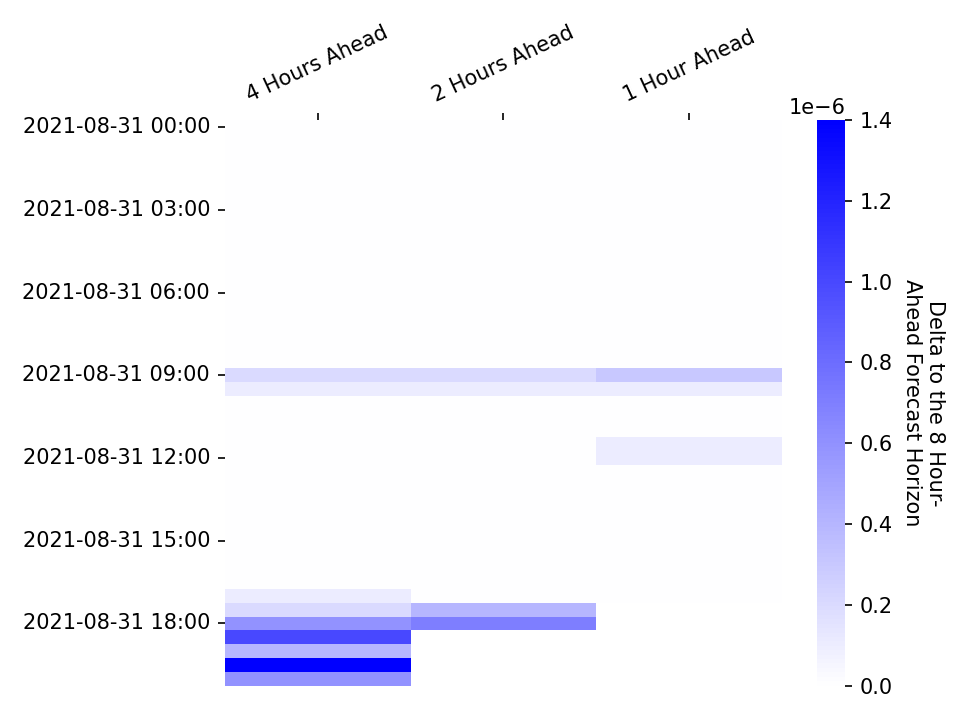 4 Hours Ahead
2 Hours Ahead
1 Hour Ahead
1e−6
2021-08-31 00:00
2021-08-31 03:00
2021-08-31 06:00
2021-08-31 09:00
2021-08-31 12:00
2021-08-31 15:00
2021-08-31 18:00
1.4
1.2
1.0
0.8
0.6
0.4
0.2
0.0
Delta to the 8 Hour-
Ahead Forecast Horizon